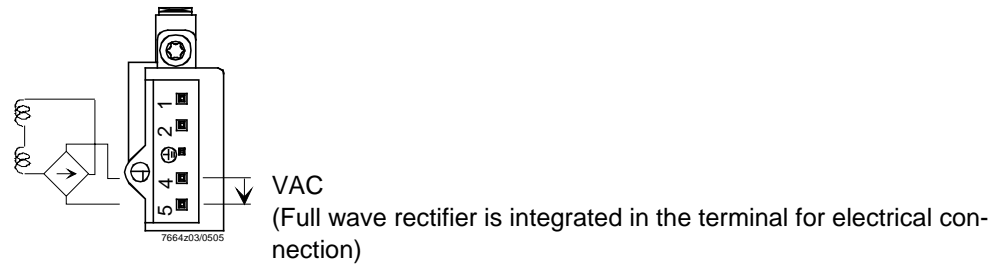 1
2
4
5
7664z03/0505
VAC
(Full wave rectifier is integrated in the terminal for electrical con-
nection)